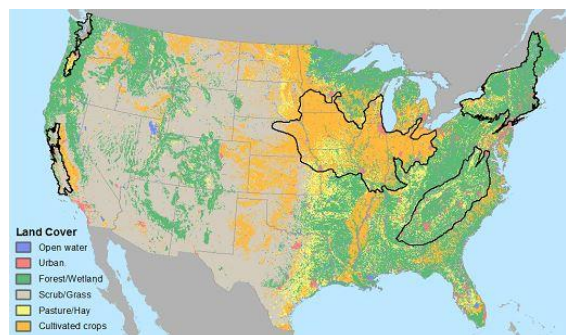 Land Cover
Open water
Urban
Forest/Wetland
Scrub/Grass
Pasture/Hay
Cultivated crops